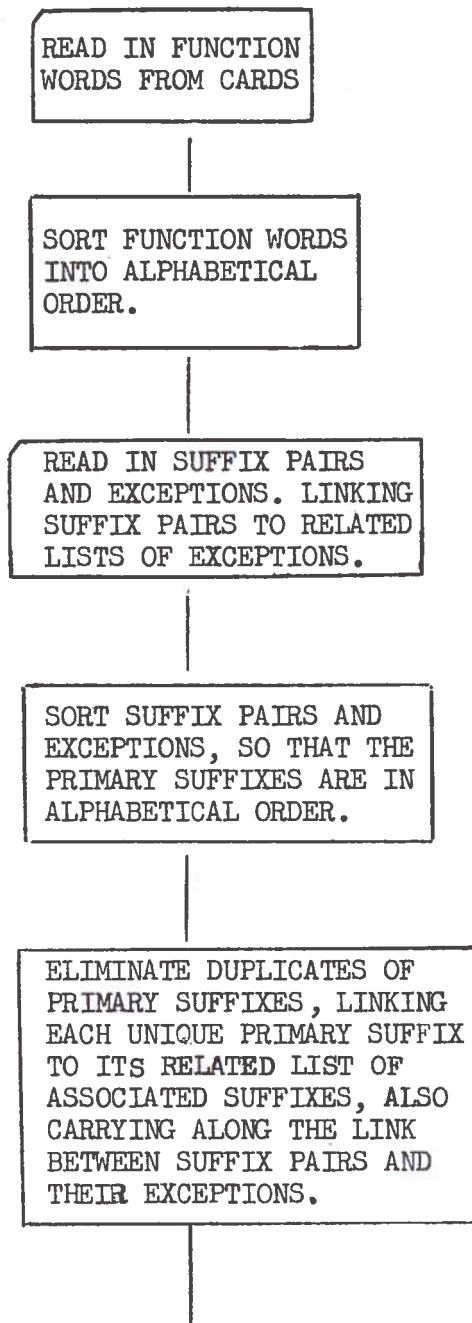 READ IN FUNCTION
WORDS FROM CARDS
SORT FUNCTION WORDS
INTO ALPHABETICAL
ORDER.
READ IN SUFFIX PAIRS
AND EXCEPTIONS. LINKING
SUFFIX PAIRS TO RELATED
LISTS OF EXCEPTIONS.
SORT SUFFIX PAIRS AND
EXCEPTIONS, SO THAT THE
PRIMARY SUFFIXES ARE IN
ALPHABETICAL ORDER.
ELIMINATE DUPLICATES OF
PRIMARY SUFFIXES, LINKING
EACH UNIQUE PRIMARY SUFFIX
TO ITS RELATED LIST OF
ASSOCIATED SUFFIXES, ALSO
CARRYING ALONG THE LINK
BETWEEN SUFFIX PAIRS AND
THEIR EXCEPTIONS.